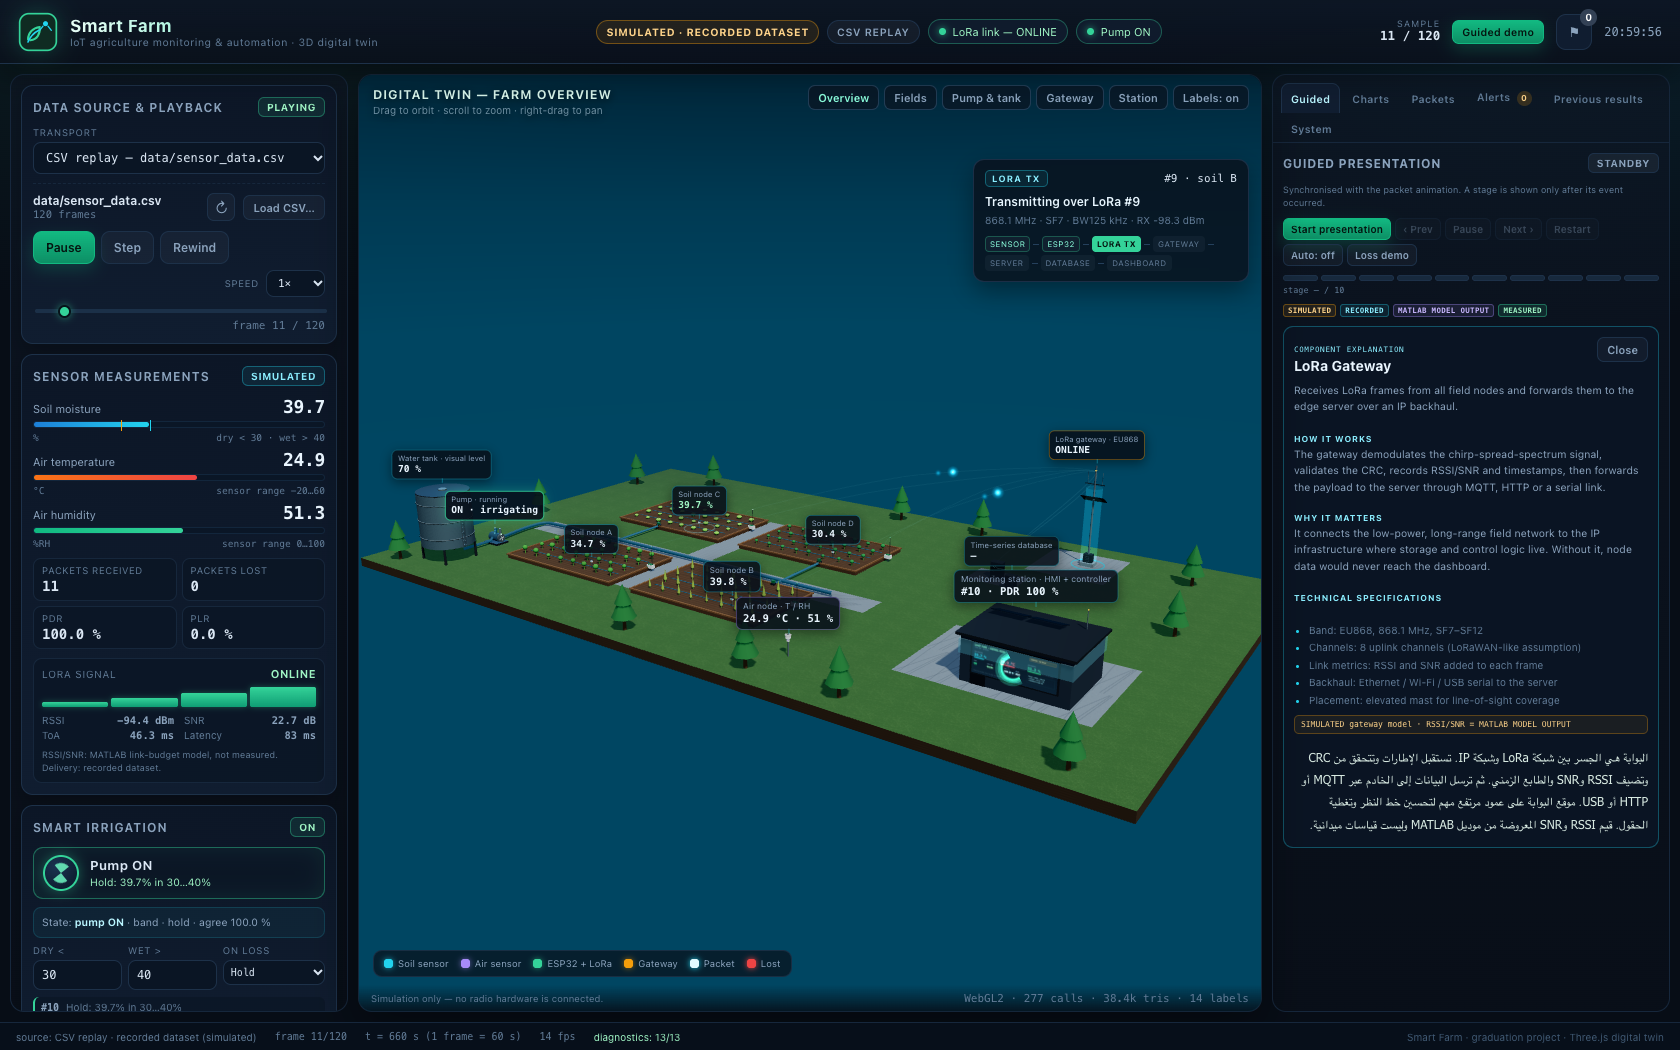 Smart Farm
IoT agriculture monitoring & automation · 3D digital twin
SIMULATED · RECORDED DATASET
CSV REPLAY
LoRa link — ONLINE
Pump ON
SAMPLE
11 / 120
Guided demo
0
20:59:56
DATA SOURCE & PLAYBACK
PLAYING
TRANSPORT
CSV replay — data/sensor_data.csv
data/sensor_data.csv
120 frames
Load CSV...
Pause
Step
Rewind
SPEED
1×
frame 11 / 120
SENSOR MEASUREMENTS
SIMULATED
Soil moisture
39.7
%
dry < 30 · wet > 40
Air temperature
24.9
°C
sensor range −20…60
Air humidity
51.3
%RH
sensor range 0…100
PACKETS RECEIVED
11
PACKETS LOST
0
PDR
100.0 %
PLR
0.0 %
LORA SIGNAL
ONLINE
RSSI
−94.4 dBm
SNR
22.7 dB
ToA
46.3 ms
Latency
83 ms
RSSI/SNR: MATLAB link-budget model, not measured.
Delivery: recorded dataset.
SMART IRRIGATION
ON
Pump ON
Hold: 39.7% in 30…40%
State: pump ON · band · hold · agree 100.0 %
DRY <
WET >
ON LOSS
30
40
Hold
#10 Hold: 39.7% in 30…40%
DIGITAL TWIN — FARM OVERVIEW
Drag to orbit · scroll to zoom · right-drag to pan
Overview
Fields
Pump & tank
Gateway
Station
Labels: on
LORA TX
#9 · soil B
Transmitting over LoRa #9
868.1 MHz · SF7 · BW125 kHz · RX −98.3 dBm
SENSOR — ESP32 — LORA TX — GATEWAY —
SERVER — DATABASE — DASHBOARD
LoRa gateway · EU868
ONLINE
Water tank · visual level
70 %
Pump · running
ON · irrigating
Soil node C
39.7 %
Soil node A
34.7 %
Soil node D
30.4 %
Soil node B
39.8 %
Time-series database
—
Monitoring station · HMI + controller
#10 · PDR 100 %
Air node · T / RH
24.9 °C · 51 %
Soil sensor
Air sensor
ESP32 + LoRa
Gateway
Packet
Lost
Simulation only — no radio hardware is connected.
WebGL2 · 277 calls · 38.4k tris · 14 labels
Guided
Charts
Packets
Alerts 0
Previous results
System
GUIDED PRESENTATION
STANDBY
Synchronised with the packet animation. A stage is shown only after its event
occurred.
Start presentation
‹ Prev
Pause
Next ›
Restart
Auto: off
Loss demo
stage — / 10
SIMULATED
RECORDED
MATLAB MODEL OUTPUT
MEASURED
COMPONENT EXPLANATION
Close
LoRa Gateway
Receives LoRa frames from all field nodes and forwards them to the
edge server over an IP backhaul.
HOW IT WORKS
The gateway demodulates the chirp-spread-spectrum signal,
validates the CRC, records RSSI/SNR and timestamps, then forwards
the payload to the server through MQTT, HTTP or a serial link.
WHY IT MATTERS
It connects the low-power, long-range field network to the IP
infrastructure where storage and control logic live. Without it, node
data would never reach the dashboard.
TECHNICAL SPECIFICATIONS
• Band: EU868, 868.1 MHz, SF7–SF12
• Channels: 8 uplink channels (LoRaWAN-like assumption)
• Link metrics: RSSI and SNR added to each frame
• Backhaul: Ethernet / Wi-Fi / USB serial to the server
• Placement: elevated mast for line-of-sight coverage
SIMULATED gateway model · RSSI/SNR = MATLAB MODEL OUTPUT
البوابة هي الجسر بين شبكة LoRa وشبكة IP. تستقبل الإطارات وتتحقق من CRC
وتضيف RSSI وSNR والطابع الزمني، ثم ترسل البيانات إلى الخادم عبر MQTT أو
HTTP أو USB. موقع البوابة على عمود مرتفع مهم لتحسين خط النظر وتغطية
الحقول. قيم RSSI وSNR المعروضة من موديل MATLAB وليست قياسات ميدانية.
source: CSV replay · recorded dataset (simulated)
frame 11/120
t = 660 s (1 frame = 60 s)
14 fps
diagnostics: 13/13
Smart Farm · graduation project · Three.js digital twin